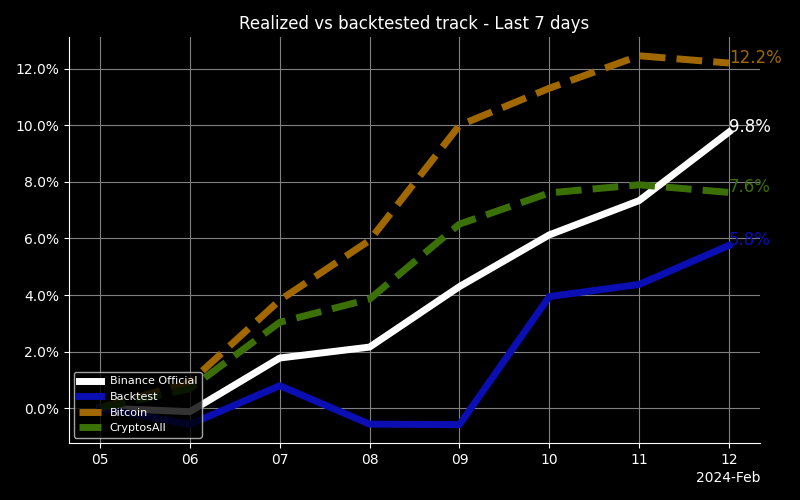 Realized vs backtested track - Last 7 days
12.0%
10.0%
8.0%
6.0%
4.0%
2.0%
0.0%
12.2%
9.8%
7.6%
5.8%
Binance Official
Backtest
Bitcoin
CryptosAll
05 06 07 08 09 10 11 12
2024-Feb